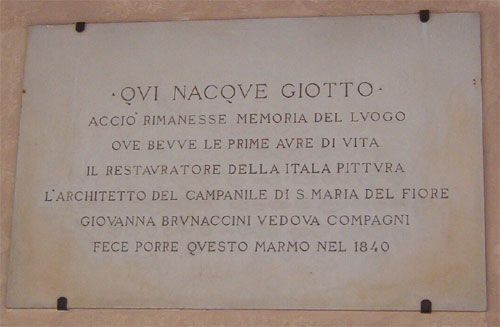 ·QVI NACQVE GIOTTO·
ACCIO' RIMANESSE MEMORIA DEL LVOGO
OVE BEVVE LE PRIME AVRE DI VITA
IL RESTAVRATORE DELLA ITALA PITTVRA
L'ARCHITETTO DEL CAMPANILE DI S MARIA DEL FIORE
GIOVANNA BRVNACCINI VEDOVA COMPAGNI
FECE PORRE QVESTO MARMO NEL 1840